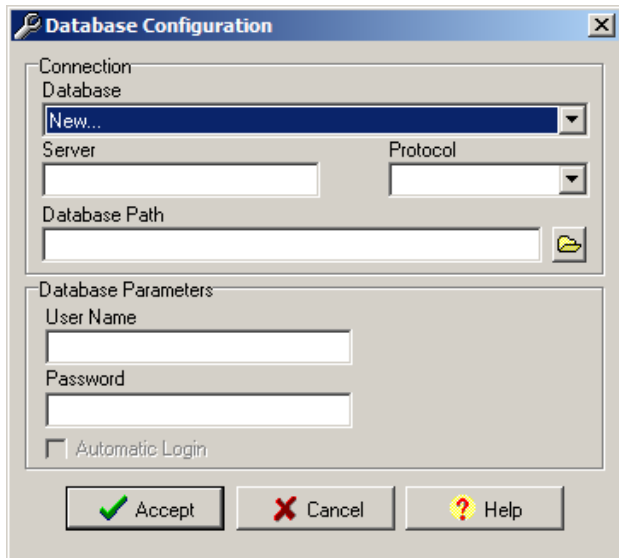 Database Configuration
Connection
Database
New...
Server Protocol
Database Path
Database Parameters
User Name
Password
Automatic Login
Accept Cancel Help